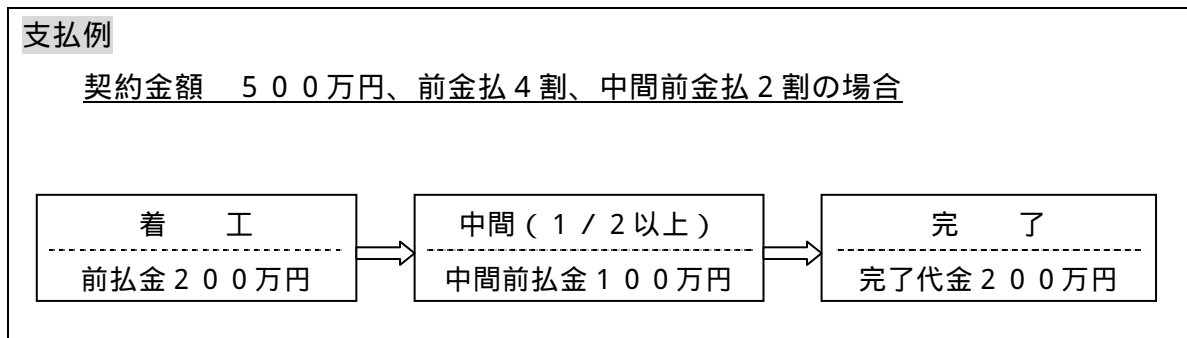 支払例
契約金額　５００万円、前金払４割、中間前金払２割の場合
着　　工
前払金２００万円
中間（１／２以上）
中間前払金１００万円
完　　了
完了代金２００万円